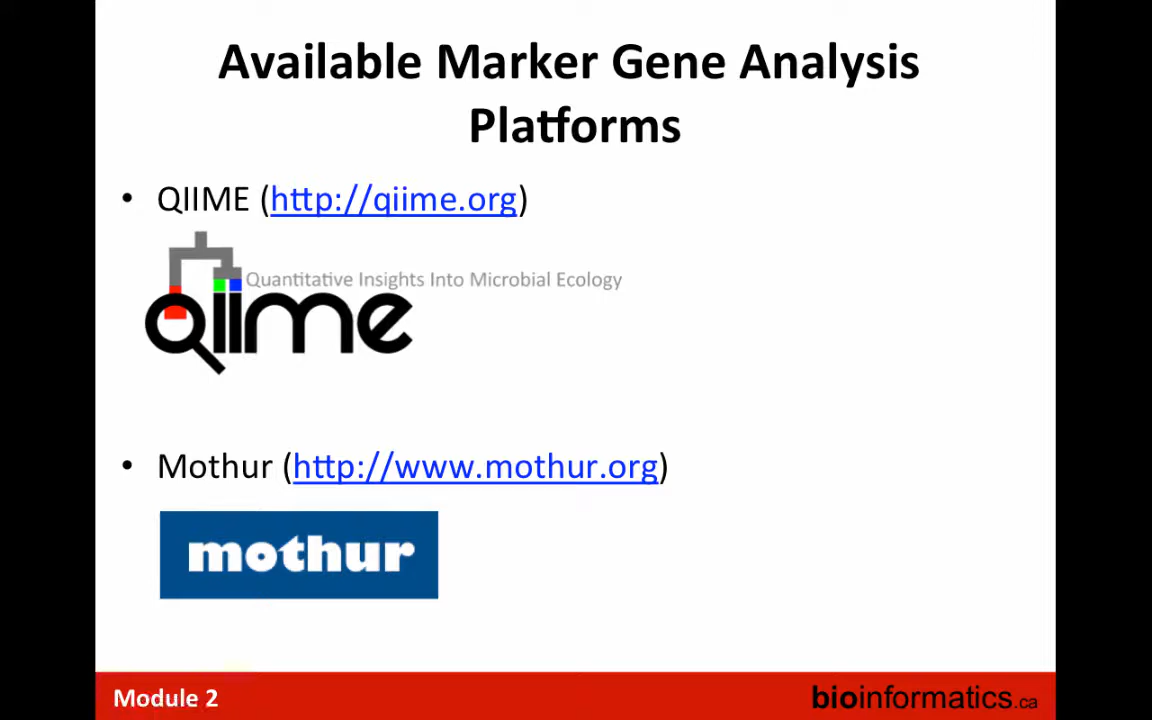 Available Marker Gene Analysis
Platforms
• QIIME (http://qiime.org)
Quantitative Insights Into Microbial Ecology
qiime
• Mothur (http://www.mothur.org)
mothur
Module 2
bioinformatics.ca